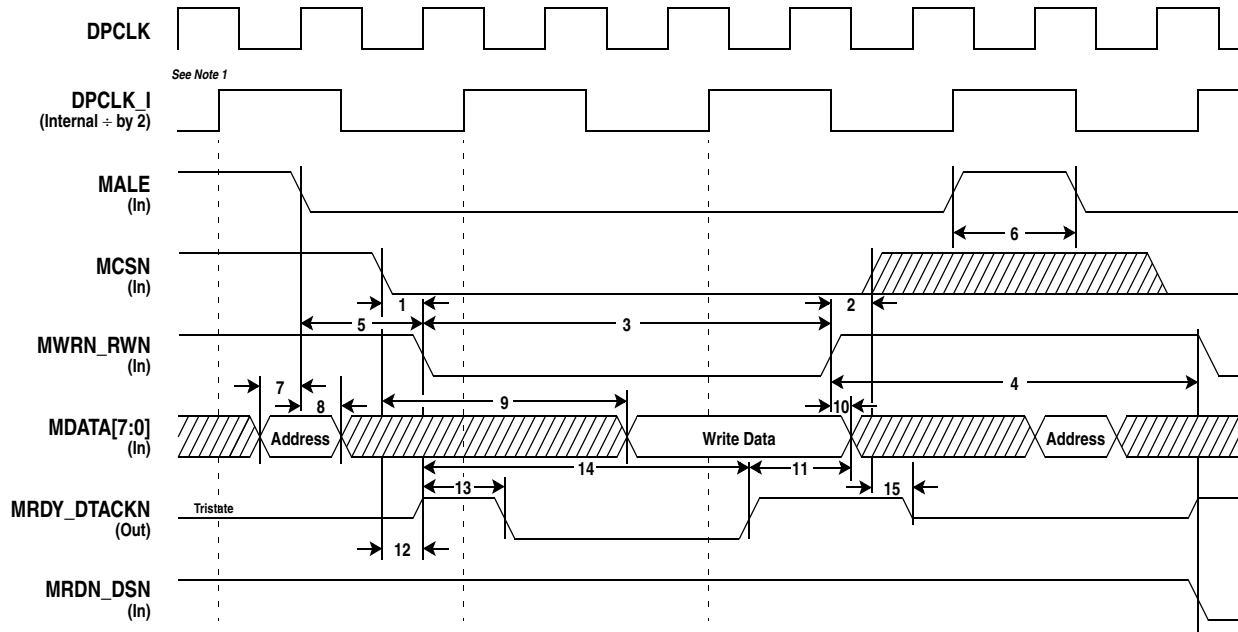 DPCLK
See Note 1
DPCLK_I
(Internal ÷ by 2)
MALE
(In)
6
MCSN
(In)
1
2
5
3
MWRN_RWN
(In)
7
4
8
9
10
MDATA[7:0]
(In)
Address
Write Data
Address
14
11
13
15
MRDY_DTACKN
(Out)
Tristate
12
MRDN_DSN
(In)